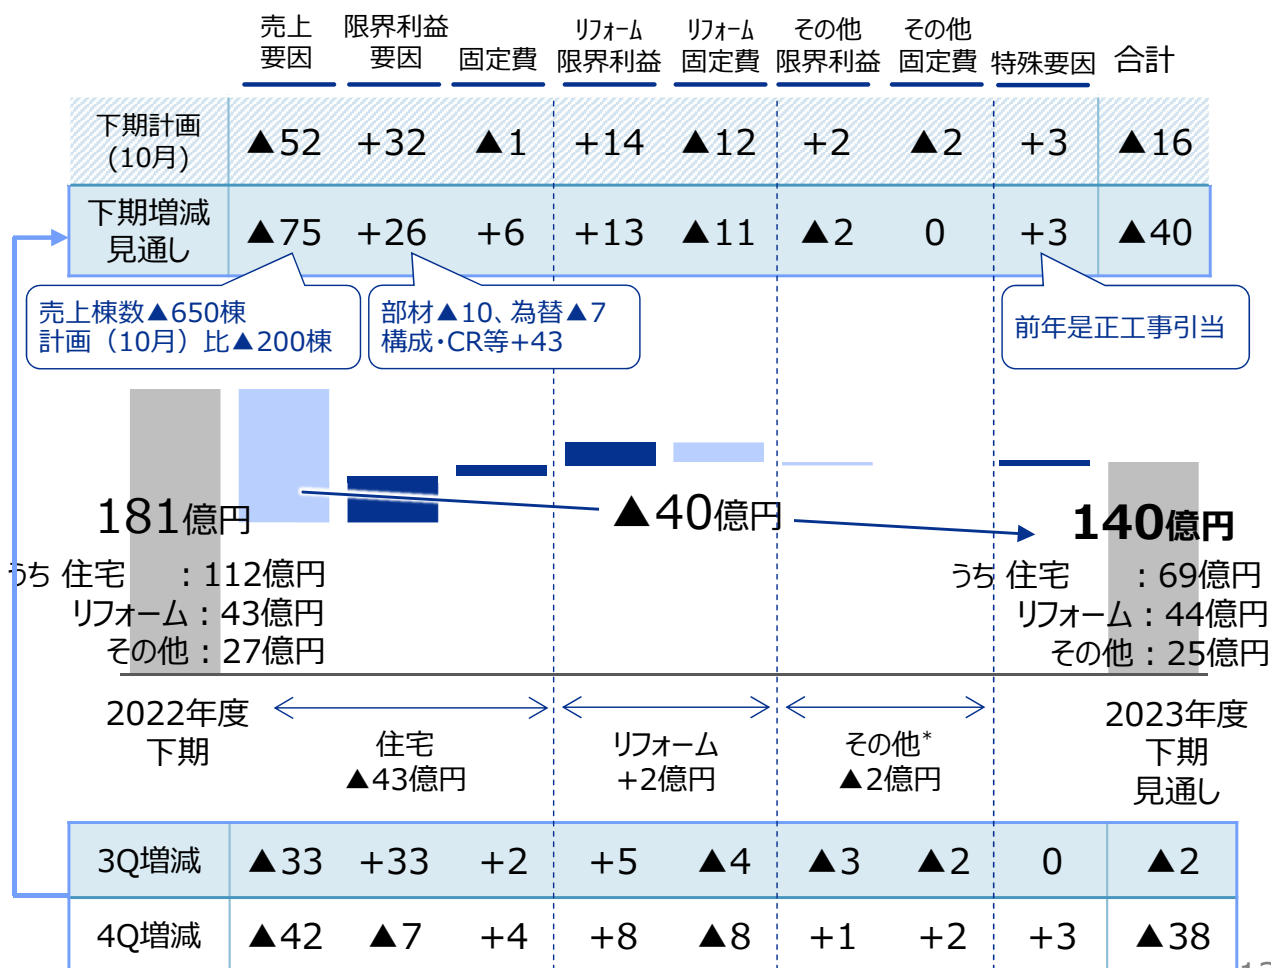 売上
要因
限界利益
要因
固定費
リフォーム
限界利益
リフォーム
固定費
その他
限界利益
その他
固定費
特殊要因
合計
下期計画
(10月)
▲52 +32 ▲1 +14 ▲12 +2 ▲2 +3 ▲16
下期増減
見通し
▲75 +26 +6 +13 ▲11 ▲2 0 +3 ▲40
売上棟数▲650棟
計画（10月）比▲200棟
部材▲10、為替▲7
構成・CR等+43
前年是正工事引当
181億円
うち 住宅 ：112億円
リフォーム：43億円
その他：27億円
▲40億円
140億円
うち 住宅 ：69億円
リフォーム：44億円
その他：25億円
2022年度
下期
住宅
▲43億円
リフォーム
+2億円
その他*
▲2億円
2023年度
下期
見通し
3Q増減 ▲33 +33 +2 +5 ▲4 ▲3 ▲2 0 ▲2
4Q増減 ▲42 ▲7 +4 +8 ▲8 +1 +2 +3 ▲38